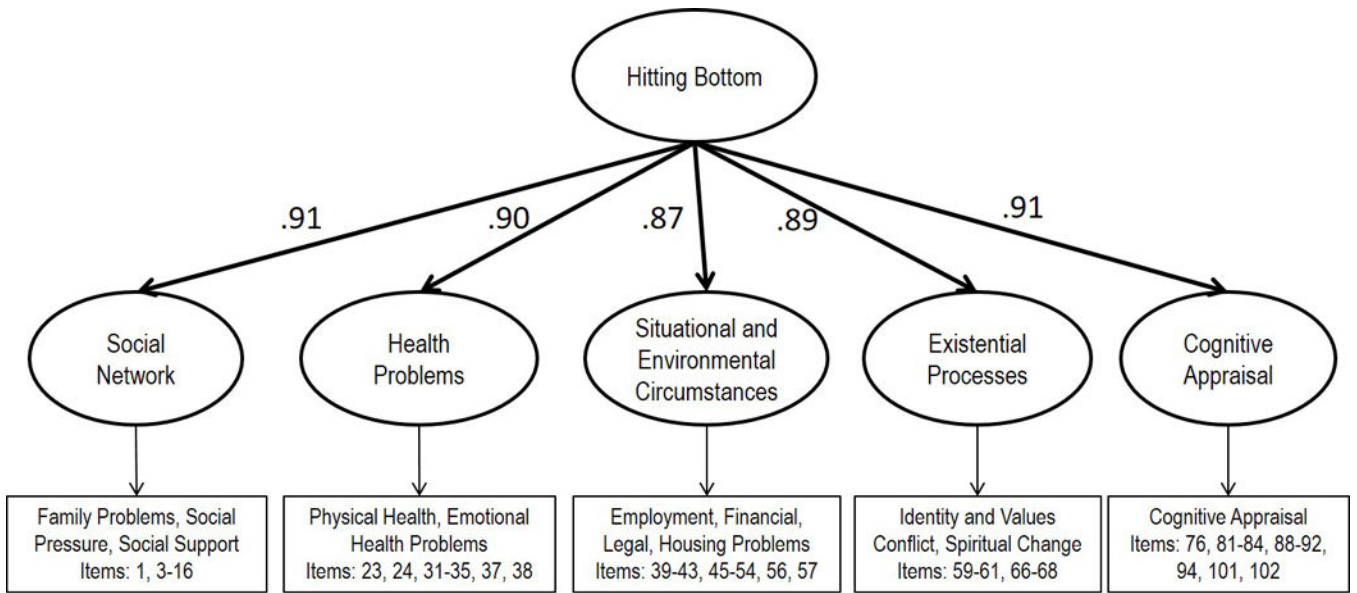 Hitting Bottom
.91
.90
.87
.89
.91
Social
Network
Health
Problems
Situational and
Environmental
Circumstances
Existential
Processes
Cognitive
Appraisal
Family Problems, Social
Pressure, Social Support
Items: 1, 3-16
Physical Health, Emotional
Health Problems
Items: 23, 24, 31-35, 37, 38
Employment, Financial,
Legal, Housing Problems
Items: 39-43, 45-54, 56, 57
Identity and Values
Conflict, Spiritual Change
Items: 59-61, 66-68
Cognitive Appraisal
Items: 76, 81-84, 88-92,
94, 101, 102